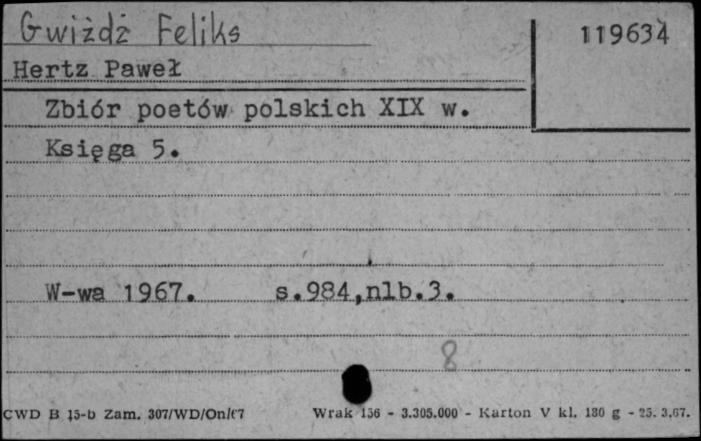 Gwiżdż Feliks
119634
Hertz Paweł
Zbiór poetów polskich XIX w.
Księga 5.
W-wa 1967. s.984,nlb.3.
8
CWD B 15-b Zam. 307/WD/On/67 Wrak 156 - 3.305.000 - Karton V kl. 180 g - 25. 3.67.